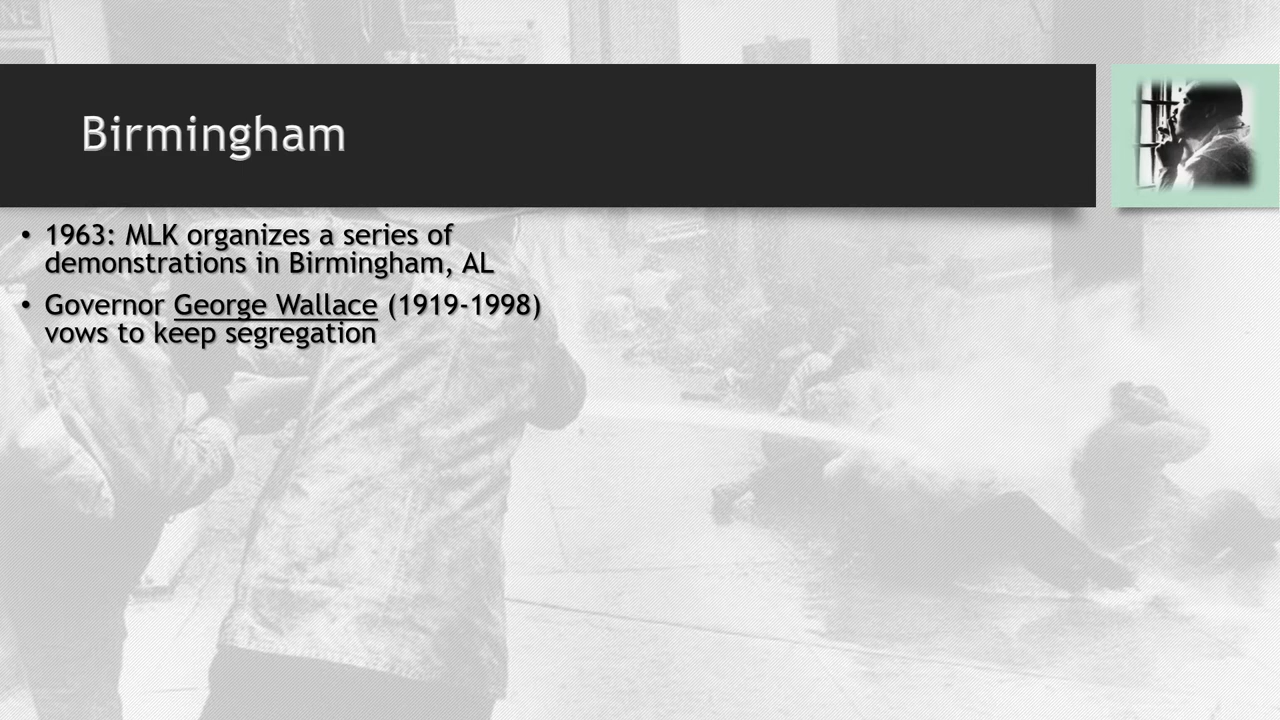 Birmingham
• 1963: MLK organizes a series of
demonstrations in Birmingham, AL
• Governor George Wallace (1919-1998)
vows to keep segregation